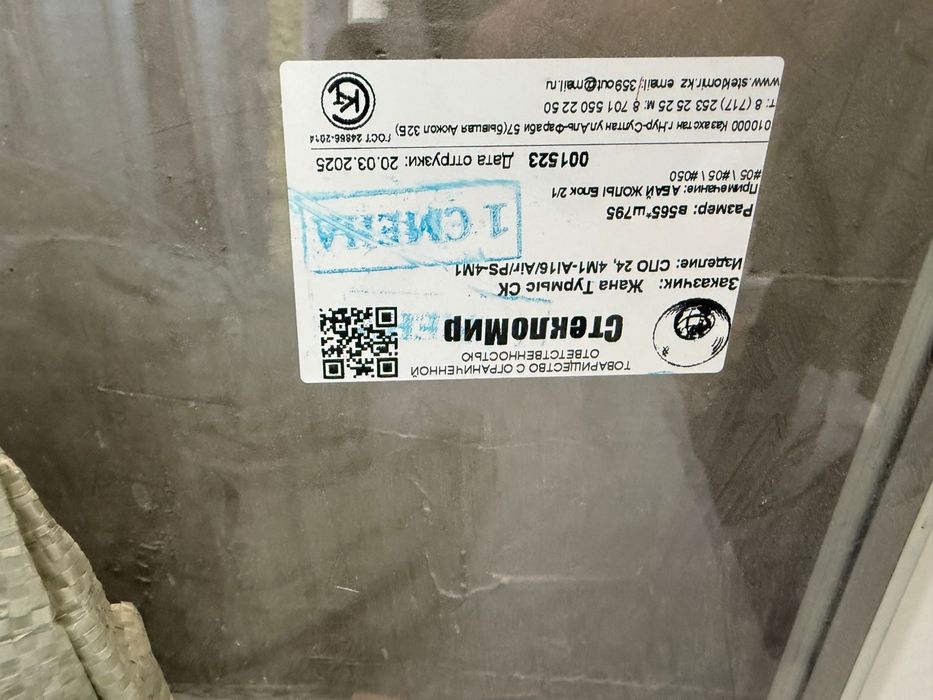 ТОВАРИЩЕСТВО С ОГРАНИЧЕННОЙ
ОТВЕТСТВЕННОСТЬЮ
СтеклоМир
Заказчик: Жана Турмыс СК
Изделие: СПО 24, 4М1-Al16/Air/PS-4М1
1 СМЕНА
Размер: в565*ш795
Примечание: АБАЙ ЖОЛЫ Блок 2/1
#05 \ #05 \ #050
001523 Дата отгрузки: 20.03.2025
010000 Казахстан г.Нур-Султан ул.Аль-Фараби 57(бывшая Акжол 32Б)
ГОСТ 24866-2014
т: 8 (717) 253 25 25 м: 8 701 550 22 50
www.steklomir.kz email: 359out@mail.ru